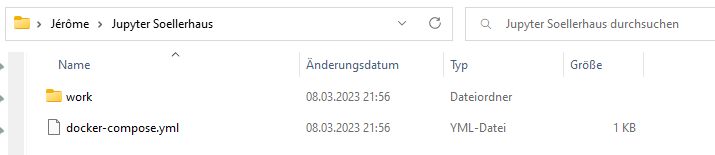 Jérôme > Jupyter Soellerhaus
Jupyter Soellerhaus durchsuchen
Name Änderungsdatum Typ Größe
work 08.03.2023 21:56 Dateiordner
docker-compose.yml 08.03.2023 21:56 YML-Datei 1 KB